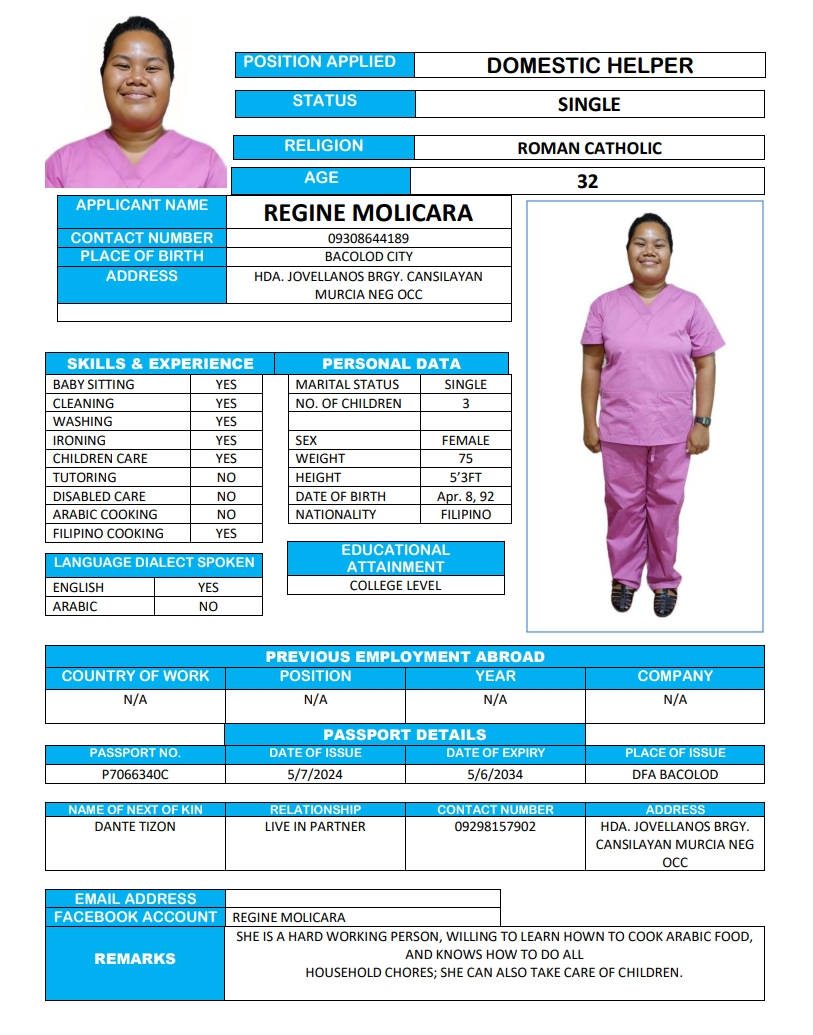 POSITION APPLIED DOMESTIC HELPER
STATUS SINGLE
RELIGION ROMAN CATHOLIC
AGE 32
APPLICANT NAME REGINE MOLICARA
CONTACT NUMBER 09308644189
PLACE OF BIRTH BACOLOD CITY
ADDRESS HDA. JOVELLANOS BRGY. CANSILAYAN
MURCIA NEG OCC
SKILLS & EXPERIENCE PERSONAL DATA
BABY SITTING YES MARITAL STATUS SINGLE
CLEANING YES NO. OF CHILDREN 3
WASHING YES
IRONING YES SEX FEMALE
CHILDREN CARE YES WEIGHT 75
TUTORING NO HEIGHT 5'3FT
DISABLED CARE NO DATE OF BIRTH Apr. 8, 92
ARABIC COOKING NO NATIONALITY FILIPINO
FILIPINO COOKING YES
EDUCATIONAL
ATTAINMENT
COLLEGE LEVEL
LANGUAGE DIALECT SPOKEN
ENGLISH YES
ARABIC NO
PREVIOUS EMPLOYMENT ABROAD
COUNTRY OF WORK POSITION YEAR COMPANY
N/A N/A N/A N/A
PASSPORT DETAILS
PASSPORT NO. DATE OF ISSUE DATE OF EXPIRY PLACE OF ISSUE
P7066340C 5/7/2024 5/6/2034 DFA BACOLOD
NAME OF NEXT OF KIN RELATIONSHIP CONTACT NUMBER ADDRESS
DANTE TIZON LIVE IN PARTNER 09298157902 HDA. JOVELLANOS BRGY.
CANSILAYAN MURCIA NEG
OCC
EMAIL ADDRESS
FACEBOOK ACCOUNT REGINE MOLICARA
REMARKS
SHE IS A HARD WORKING PERSON, WILLING TO LEARN HOWN TO COOK ARABIC FOOD,
AND KNOWS HOW TO DO ALL
HOUSEHOLD CHORES; SHE CAN ALSO TAKE CARE OF CHILDREN.